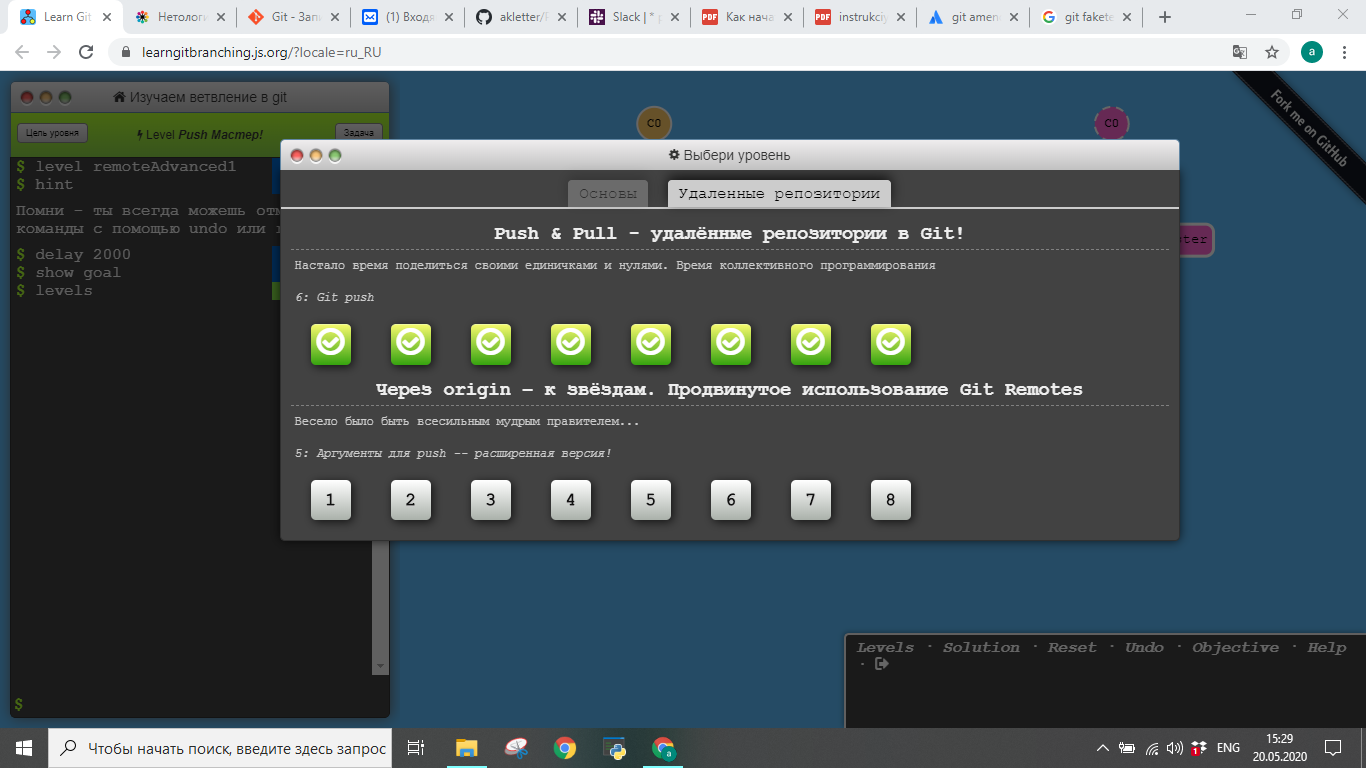 Learn Git
Нетолог
Git - Запи
(1) Входя
akletter/
Slack | * p
Как нача
instrukciy
git amen
git fakete
learngitbranching.js.org/?locale=ru_RU
a
Изучаем ветвление в git
Цель уровня
Level Push Мастер!
Задача
$ level remoteAdvanced1
$ hint
Помни – ты всегда можешь отм
команды с помощью undo или
$ delay 2000
$ show goal
$ levels
$
C0
C0
Fork me on GitHub
Выбери уровень
Основы
Удаленные репозитории
Push & Pull – удалённые репозитории в Git!
Настало время поделиться своими единичками и нулями. Время коллективного программирования
6: Git push
Через origin – к звёздам. Продвинутое использование Git Remotes
Весело было быть всесильным мудрым правителем...
5: Аргументы для push -- расширенная версия!
1 2 3 4 5 6 7 8
Levels · Solution · Reset · Undo · Objective · Help
·
Чтобы начать поиск, введите здесь запрос
ENG
15:29
20.05.2020